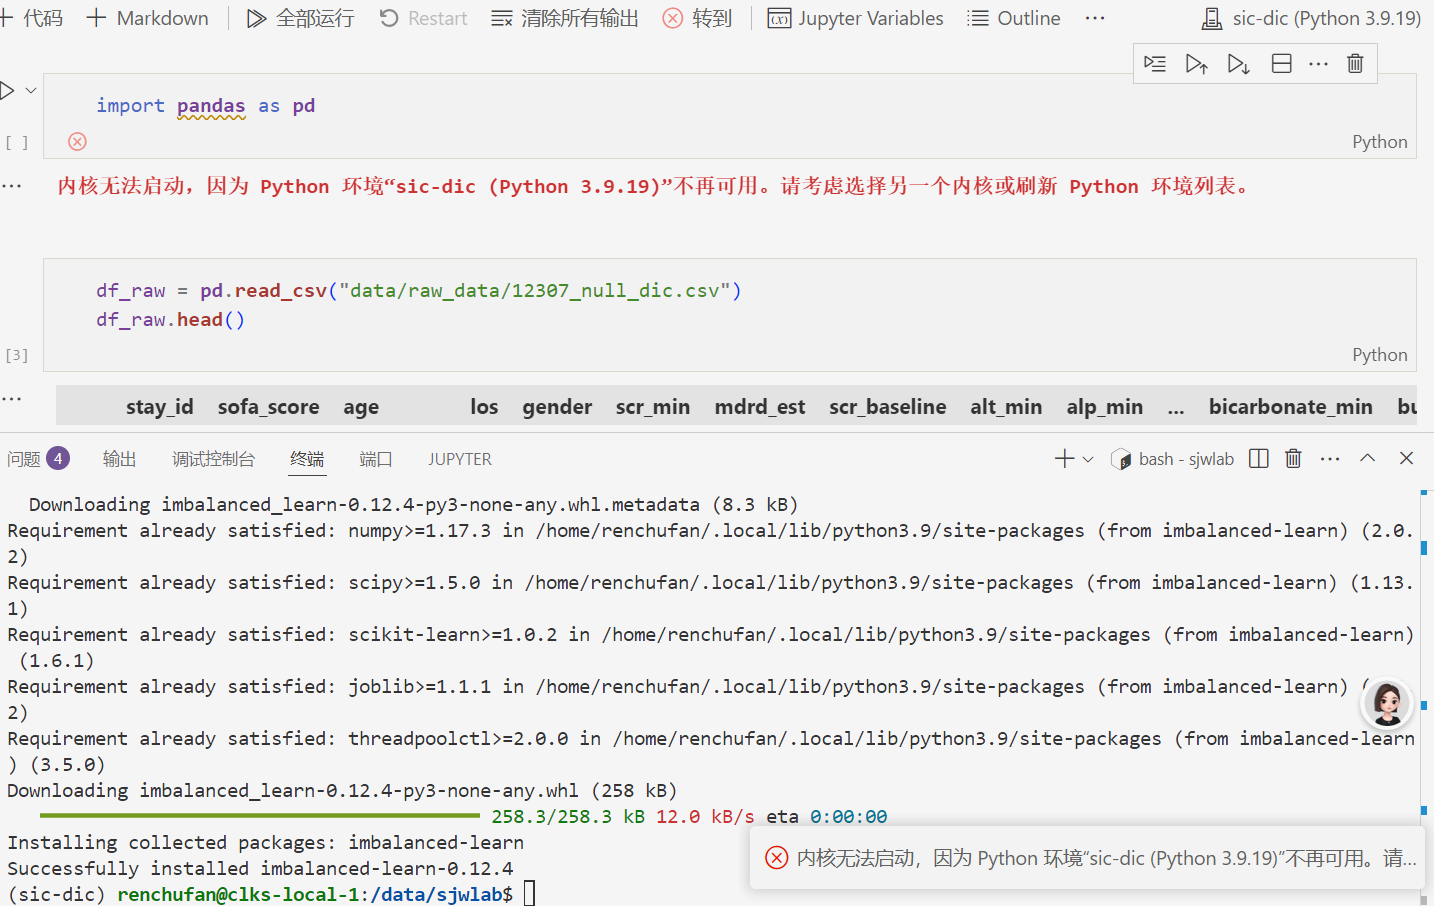 代码 Markdown 全部运行 Restart 清除所有输出 转到 Jupyter Variables Outline ... sic-dic (Python 3.9.19)
import pandas as pd
[ ] Python
内核无法启动，因为 Python 环境“sic-dic (Python 3.9.19)”不再可用。请考虑选择另一个内核或刷新 Python 环境列表。
df_raw = pd.read_csv("data/raw_data/12307_null_dic.csv")
df_raw.head()
[3] Python
stay_id sofa_score age los gender scr_min mdrd_est scr_baseline alt_min alp_min ... bicarbonate_min
问题 4 输出 调试控制台 终端 端口 JUPYTER bash - sjwlab
Downloading imbalanced_learn-0.12.4-py3-none-any.whl.metadata (8.3 kB)
Requirement already satisfied: numpy>=1.17.3 in /home/renchufan/.local/lib/python3.9/site-packages (from imbalanced-learn) (2.0.
2)
Requirement already satisfied: scipy>=1.5.0 in /home/renchufan/.local/lib/python3.9/site-packages (from imbalanced-learn) (1.13.
1)
Requirement already satisfied: scikit-learn>=1.0.2 in /home/renchufan/.local/lib/python3.9/site-packages (from imbalanced-learn)
(1.6.1)
Requirement already satisfied: joblib>=1.1.1 in /home/renchufan/.local/lib/python3.9/site-packages (from imbalanced-learn) (
2)
Requirement already satisfied: threadpoolctl>=2.0.0 in /home/renchufan/.local/lib/python3.9/site-packages (from imbalanced-learn
) (3.5.0)
Downloading imbalanced_learn-0.12.4-py3-none-any.whl (258 kB)
258.3/258.3 kB 12.0 kB/s eta 0:00:00
Installing collected packages: imbalanced-learn
Successfully installed imbalanced-learn-0.12.4
内核无法启动，因为 Python 环境“sic-dic (Python 3.9.19)”不再可用。请...
(sic-dic) renchufan@clks-local-1:/data/sjwlab$